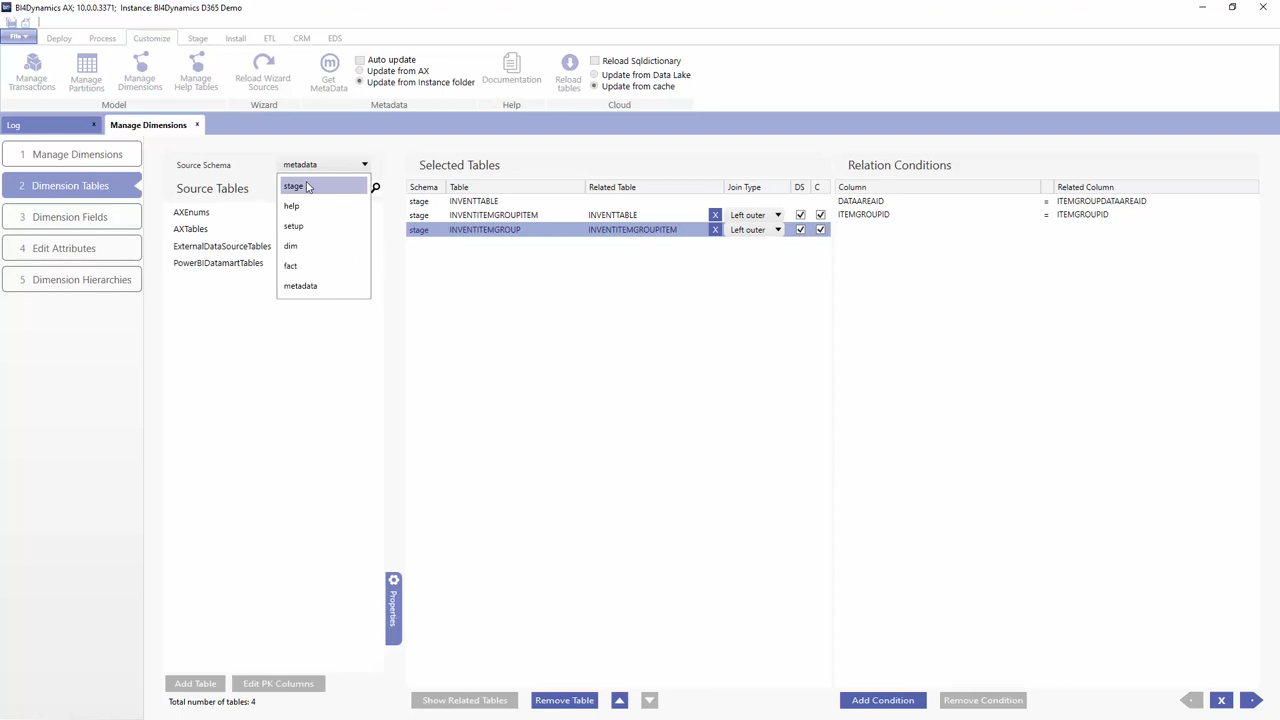 BI4Dynamics AX; 10.0.0.3371; Instance: BI4Dynamics D365 Demo
File Deploy Process Customize Stage Install ETL CRM EDS
Manage Transactions
Manage Partitions
Manage Dimensions
Manage Help Tables
Model
Reload Wizard Sources
Wizard
Get MetaData
Auto update
Update from AX
Update from Instance folder
Metadata
Documentation
Help
Reload tables
Reload Sqldictionary
Update from Data Lake
Update from cache
Cloud
Log x Manage Dimensions x
1 Manage Dimensions
2 Dimension Tables
3 Dimension Fields
4 Edit Attributes
5 Dimension Hierarchies
Source Schema metadata
Source Tables
stage
help
setup
dim
fact
metadata
AXEnums
AXTables
ExternalDataSourceTables
PowerBIDatamartTables
Properties
Add Table Edit PK Columns
Total number of tables: 4
Selected Tables
Schema Table Related Table Join Type DS C
stage INVENTTABLE
stage INVENTITEMGROUPITEM INVENTTABLE X Left outer
stage INVENTITEMGROUP INVENTITEMGROUPITEM X Left outer
Show Related Tables Remove Table
Relation Conditions
Column Related Column
DATAAREAID = ITEMGROUPDATAAREAID
ITEMGROUPID = ITEMGROUPID
Add Condition Remove Condition X